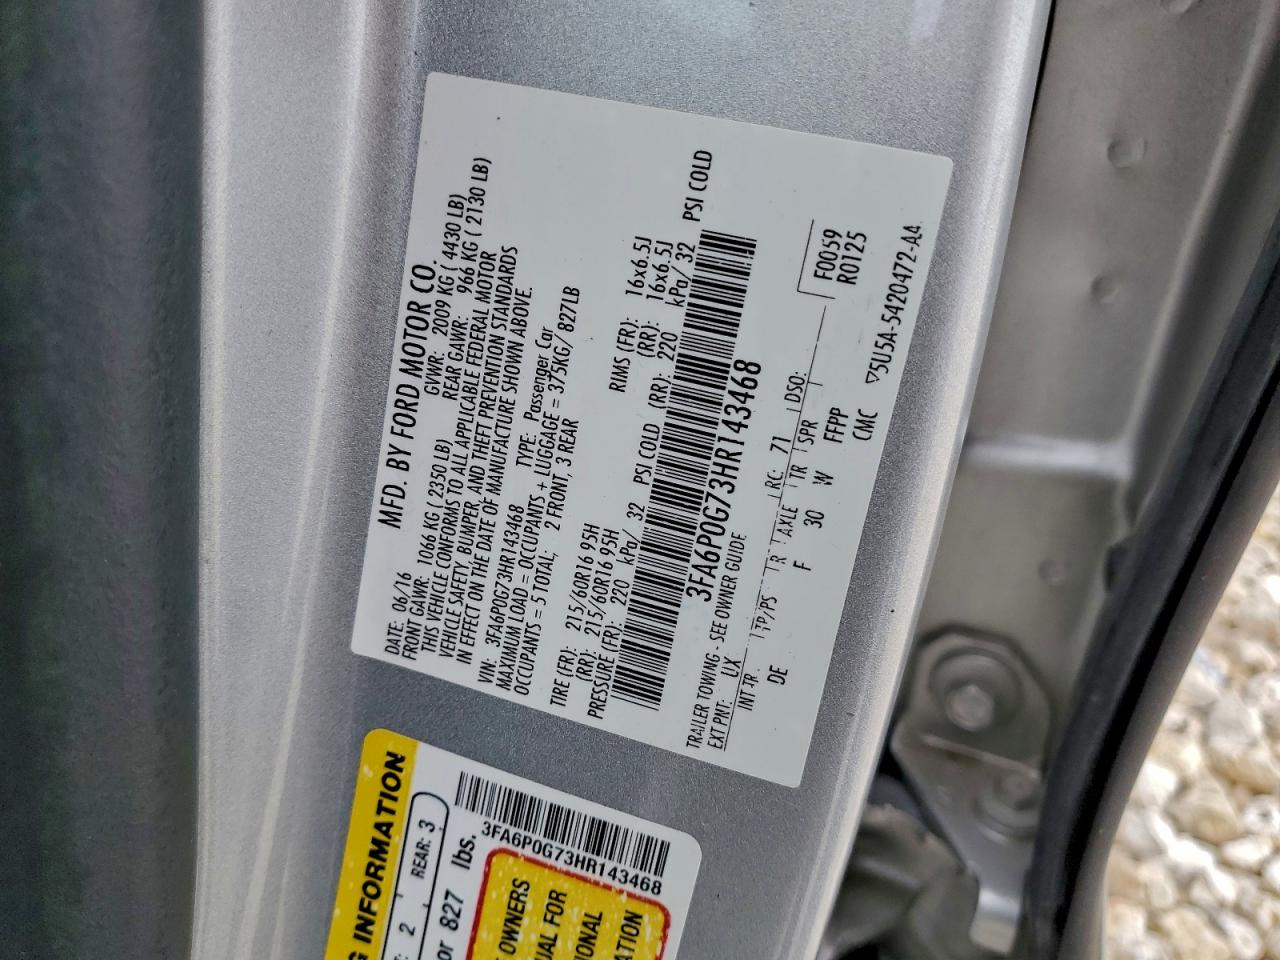 MFD. BY FORD MOTOR CO.
DATE: 06/16 GVWR: 2009 KG ( 4430 LB)
FRONT GAWR: 1066 KG ( 2350 LB) REAR GAWR: 966 KG ( 2130 LB)
THIS VEHICLE CONFORMS TO ALL APPLICABLE FEDERAL MOTOR
VEHICLE SAFETY, BUMPER, AND THEFT PREVENTION STANDARDS
IN EFFECT ON THE DATE OF MANUFACTURE SHOWN ABOVE.
VIN: 3FA6P0G73HR143468 TYPE: Passenger Car
MAXIMUM LOAD = OCCUPANTS + LUGGAGE = 375KG/ 827LB
OCCUPANTS = 5 TOTAL; 2 FRONT, 3 REAR
TIRE (FR): 215/60R16 95H RIMS (FR): 16x6.5J
(RR): 215/60R16 95H (RR): 16x6.5J
PRESSURE (FR): 220 kPa/ 32 PSI COLD (RR): 220 kPa/ 32 PSI COLD
3FA6P0G73HR143468
TRAILER TOWING - SEE OWNER GUIDE
EXT PNT: UX RC: 71 DSO: F0059
R0125
INT TR TP/PS R AXLE TR SPR
DE F 30 W FFPP
CMC
▽5U5A-5420472-AA
G INFORMATION
2 REAR: 3
or 827 lbs.
3FA6P0G73HR143468
OWNERS
UAL FOR
IONAL
ATION